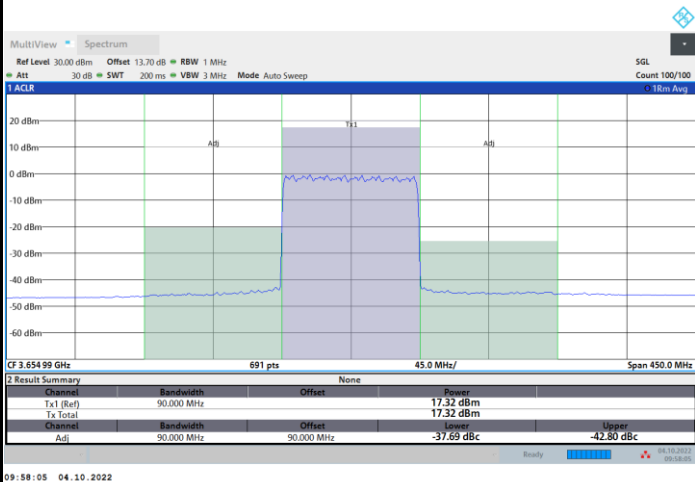 MultiView Spectrum
Ref Level 30.00 dBm Offset 13.70 dB RBW 1 MHz SGL
Att 30 dB SWT 200 ms VBW 3 MHz Mode Auto Sweep Count 100/100
1 ACLR 1Rm Avg
20 dBm
Tx1
10 dBm
Adj Adj
0 dBm
-10 dBm
-20 dBm
-30 dBm
-40 dBm
-50 dBm
-60 dBm
CF 3.654 99 GHz 691 pts 45.0 MHz/ Span 450.0 MHz
2 Result Summary None
Channel Bandwidth Offset Power
Tx1 (Ref) 90.000 MHz 17.32 dBm
Tx Total 17.32 dBm
Channel Bandwidth Offset Lower Upper
Adj 90.000 MHz 90.000 MHz -37.69 dBc -42.80 dBc
Ready 04.10.2022
09:58:05
09:58:05 04.10.2022